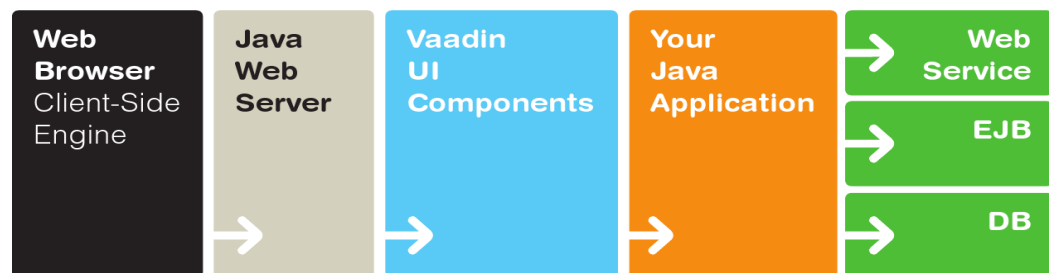 Web
Browser
Client-Side
Engine
Java
Web
Server
Vaadin
UI
Components
Your
Java
Application
Web
Service
EJB
DB